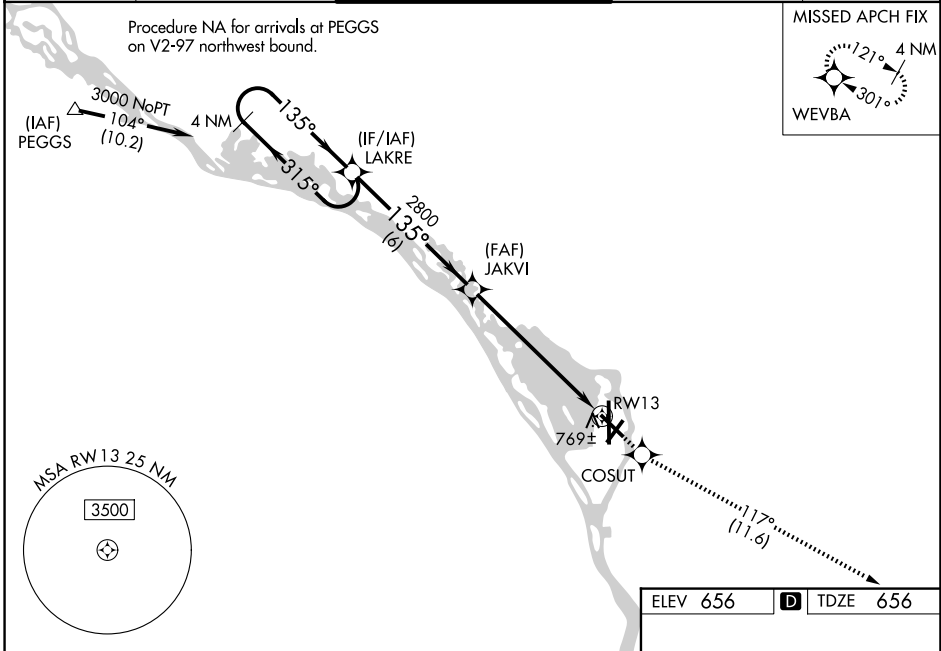 Procedure NA for arrivals at PEGGS
on V2-97 northwest bound.
MISSED APCH FIX
121°
4 NM
301°
WEVBA
3000 NoPT
104°
(10.2)
(IAF)
PEGGS
4 NM
135°
315°
(IF/IAF)
LAKRE
2800
135°
(6)
(FAF)
JAKVI
RW13
769±
COSUT
117°
(11.6)
MSA RW13 25 NM
3500
ELEV 656
D
TDZE 656